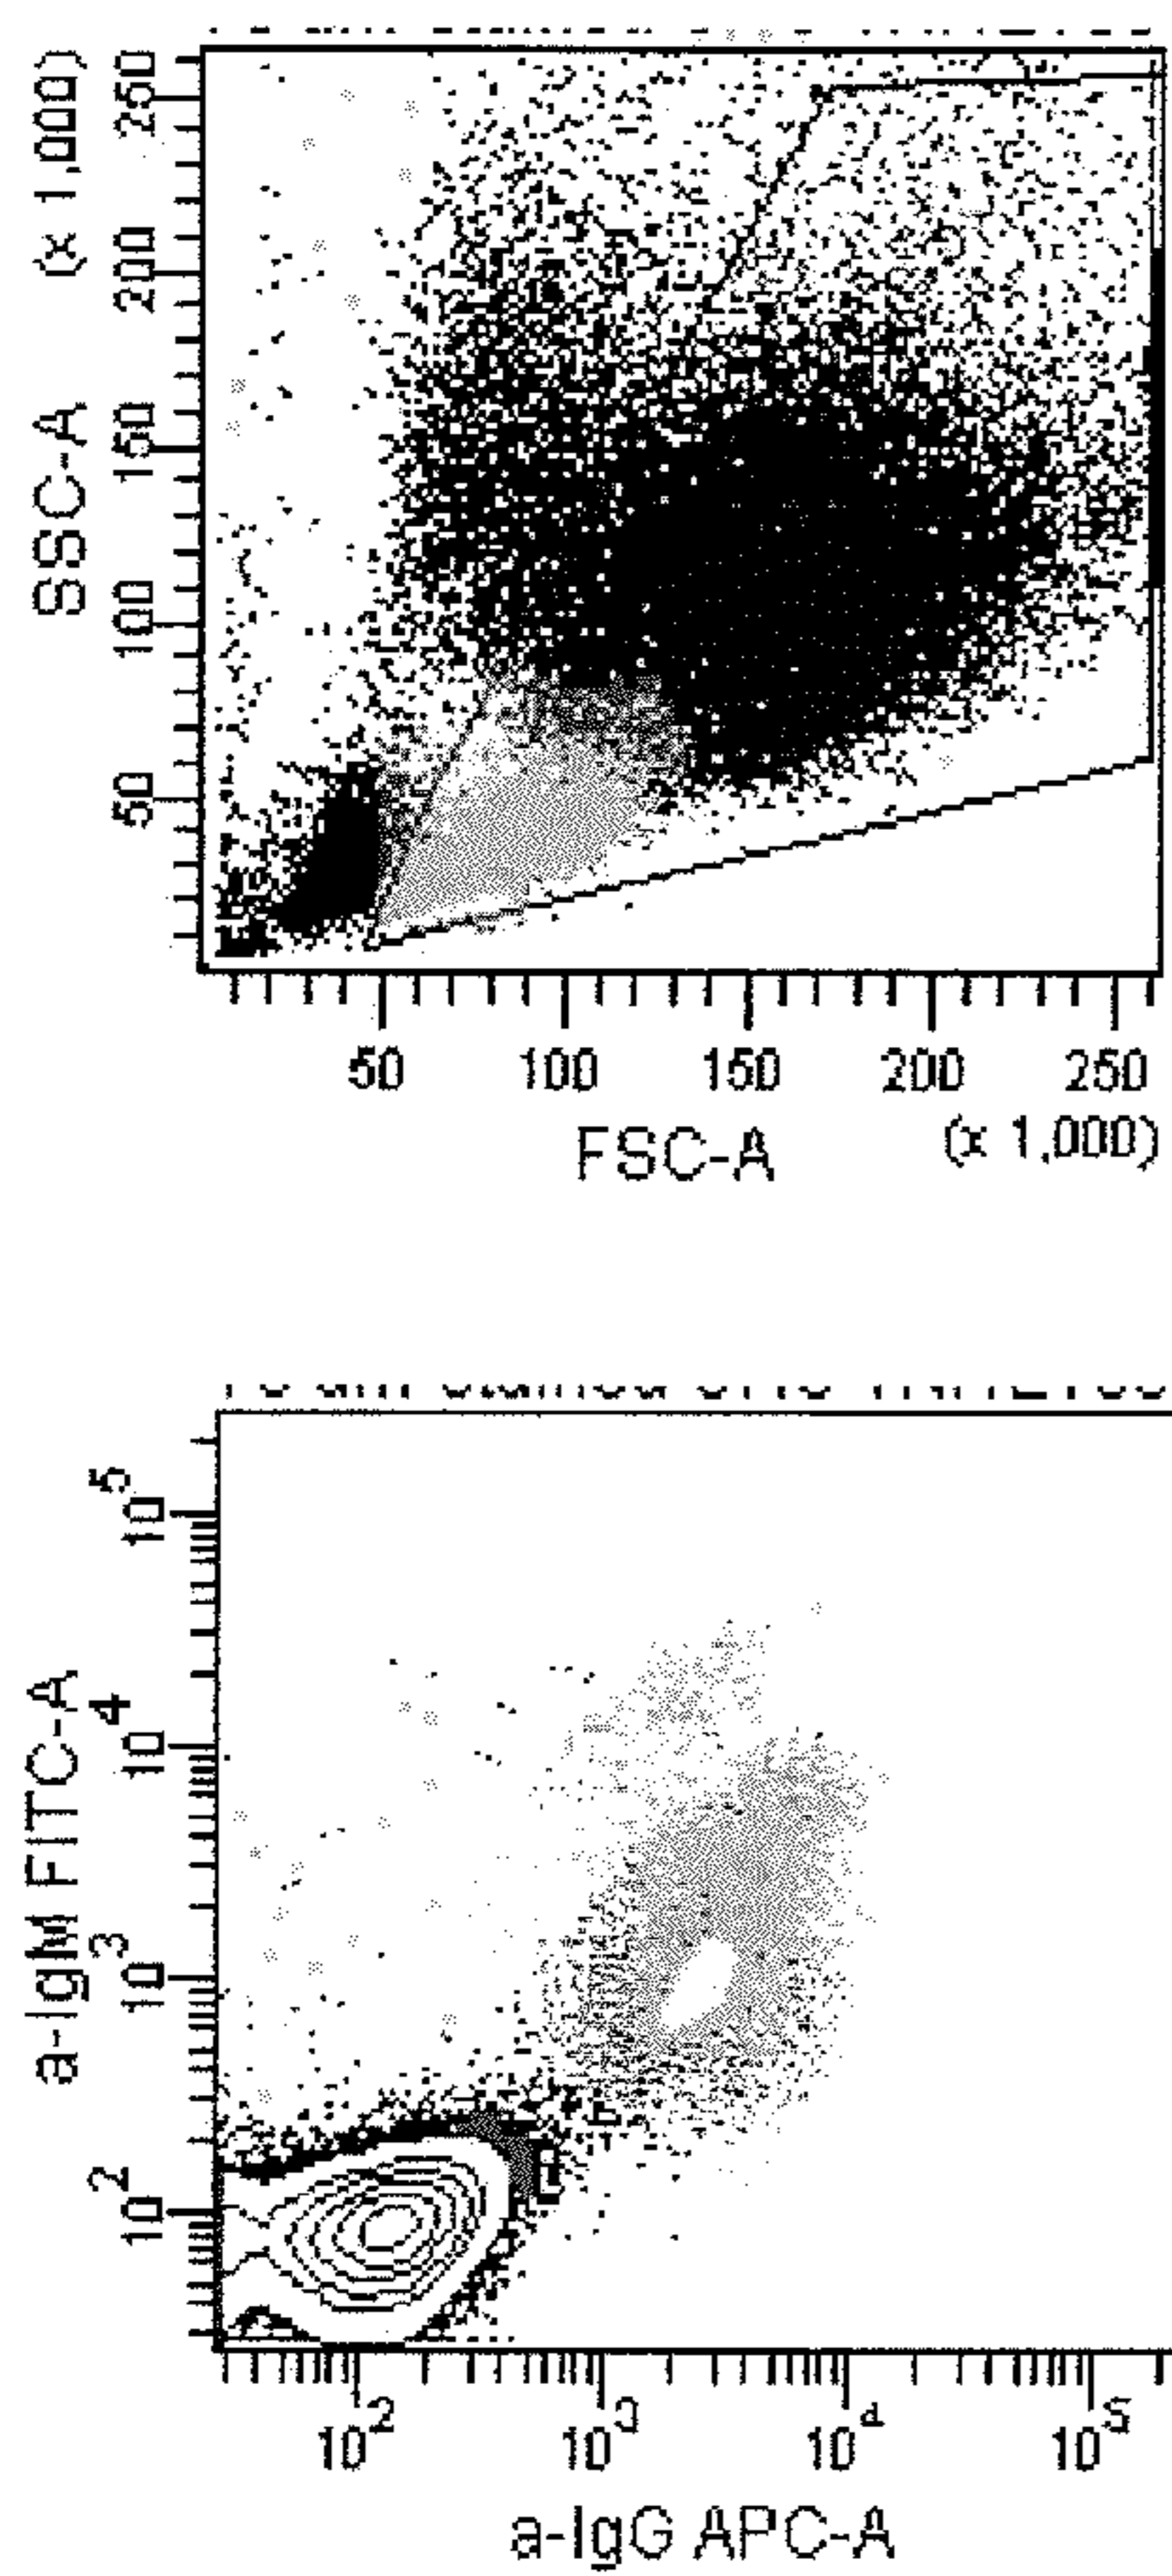 (x 1,000)
SSC-A
250
200
150
100
50
50 100 150 200 250
FSC-A (x 1,000)
a-IgM FITC-A
10^5
10^4
10^3
10^2
10^2 10^3 10^4 10^5
a-IgG APC-A